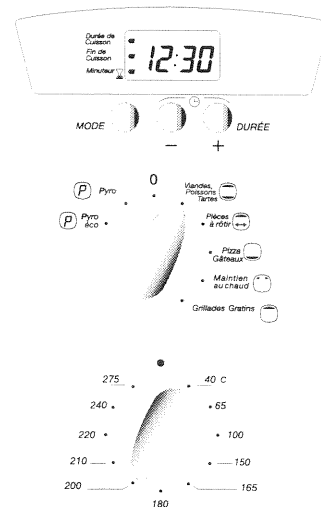 Durée de
Cuisson
Fin de
Cuisson
Minuteur
12:30
MODE
DURÉE
− +
0
P Pyro
P Pyro
éco
Viandes,
Poissons
Tartes
Pièces
à rôtir
Pizza
Gâteaux
Maintien
au chaud
Grillades Gratins
275 40 C
240 65
220 100
210 150
200 165
180